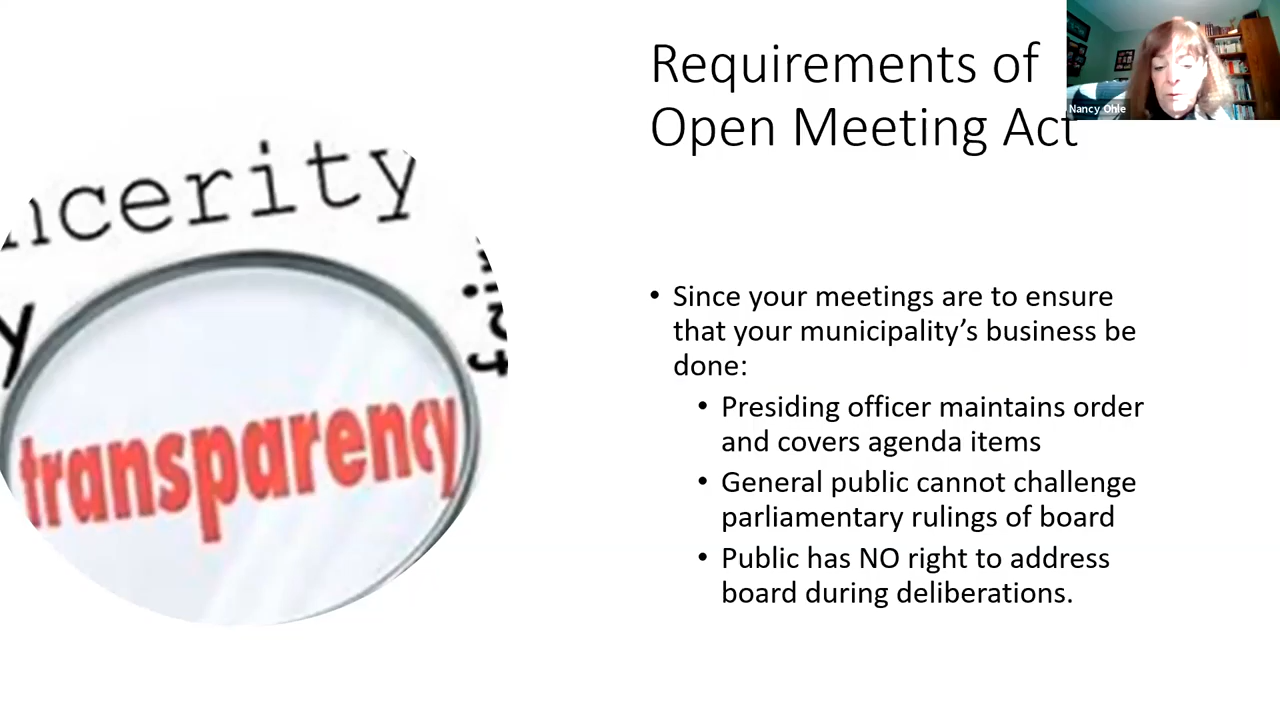 Requirements of
Open Meeting Act
Nancy Ohle
ncerity
transparency
• Since your meetings are to ensure
that your municipality’s business be
done:
• Presiding officer maintains order
and covers agenda items
• General public cannot challenge
parliamentary rulings of board
• Public has NO right to address
board during deliberations.